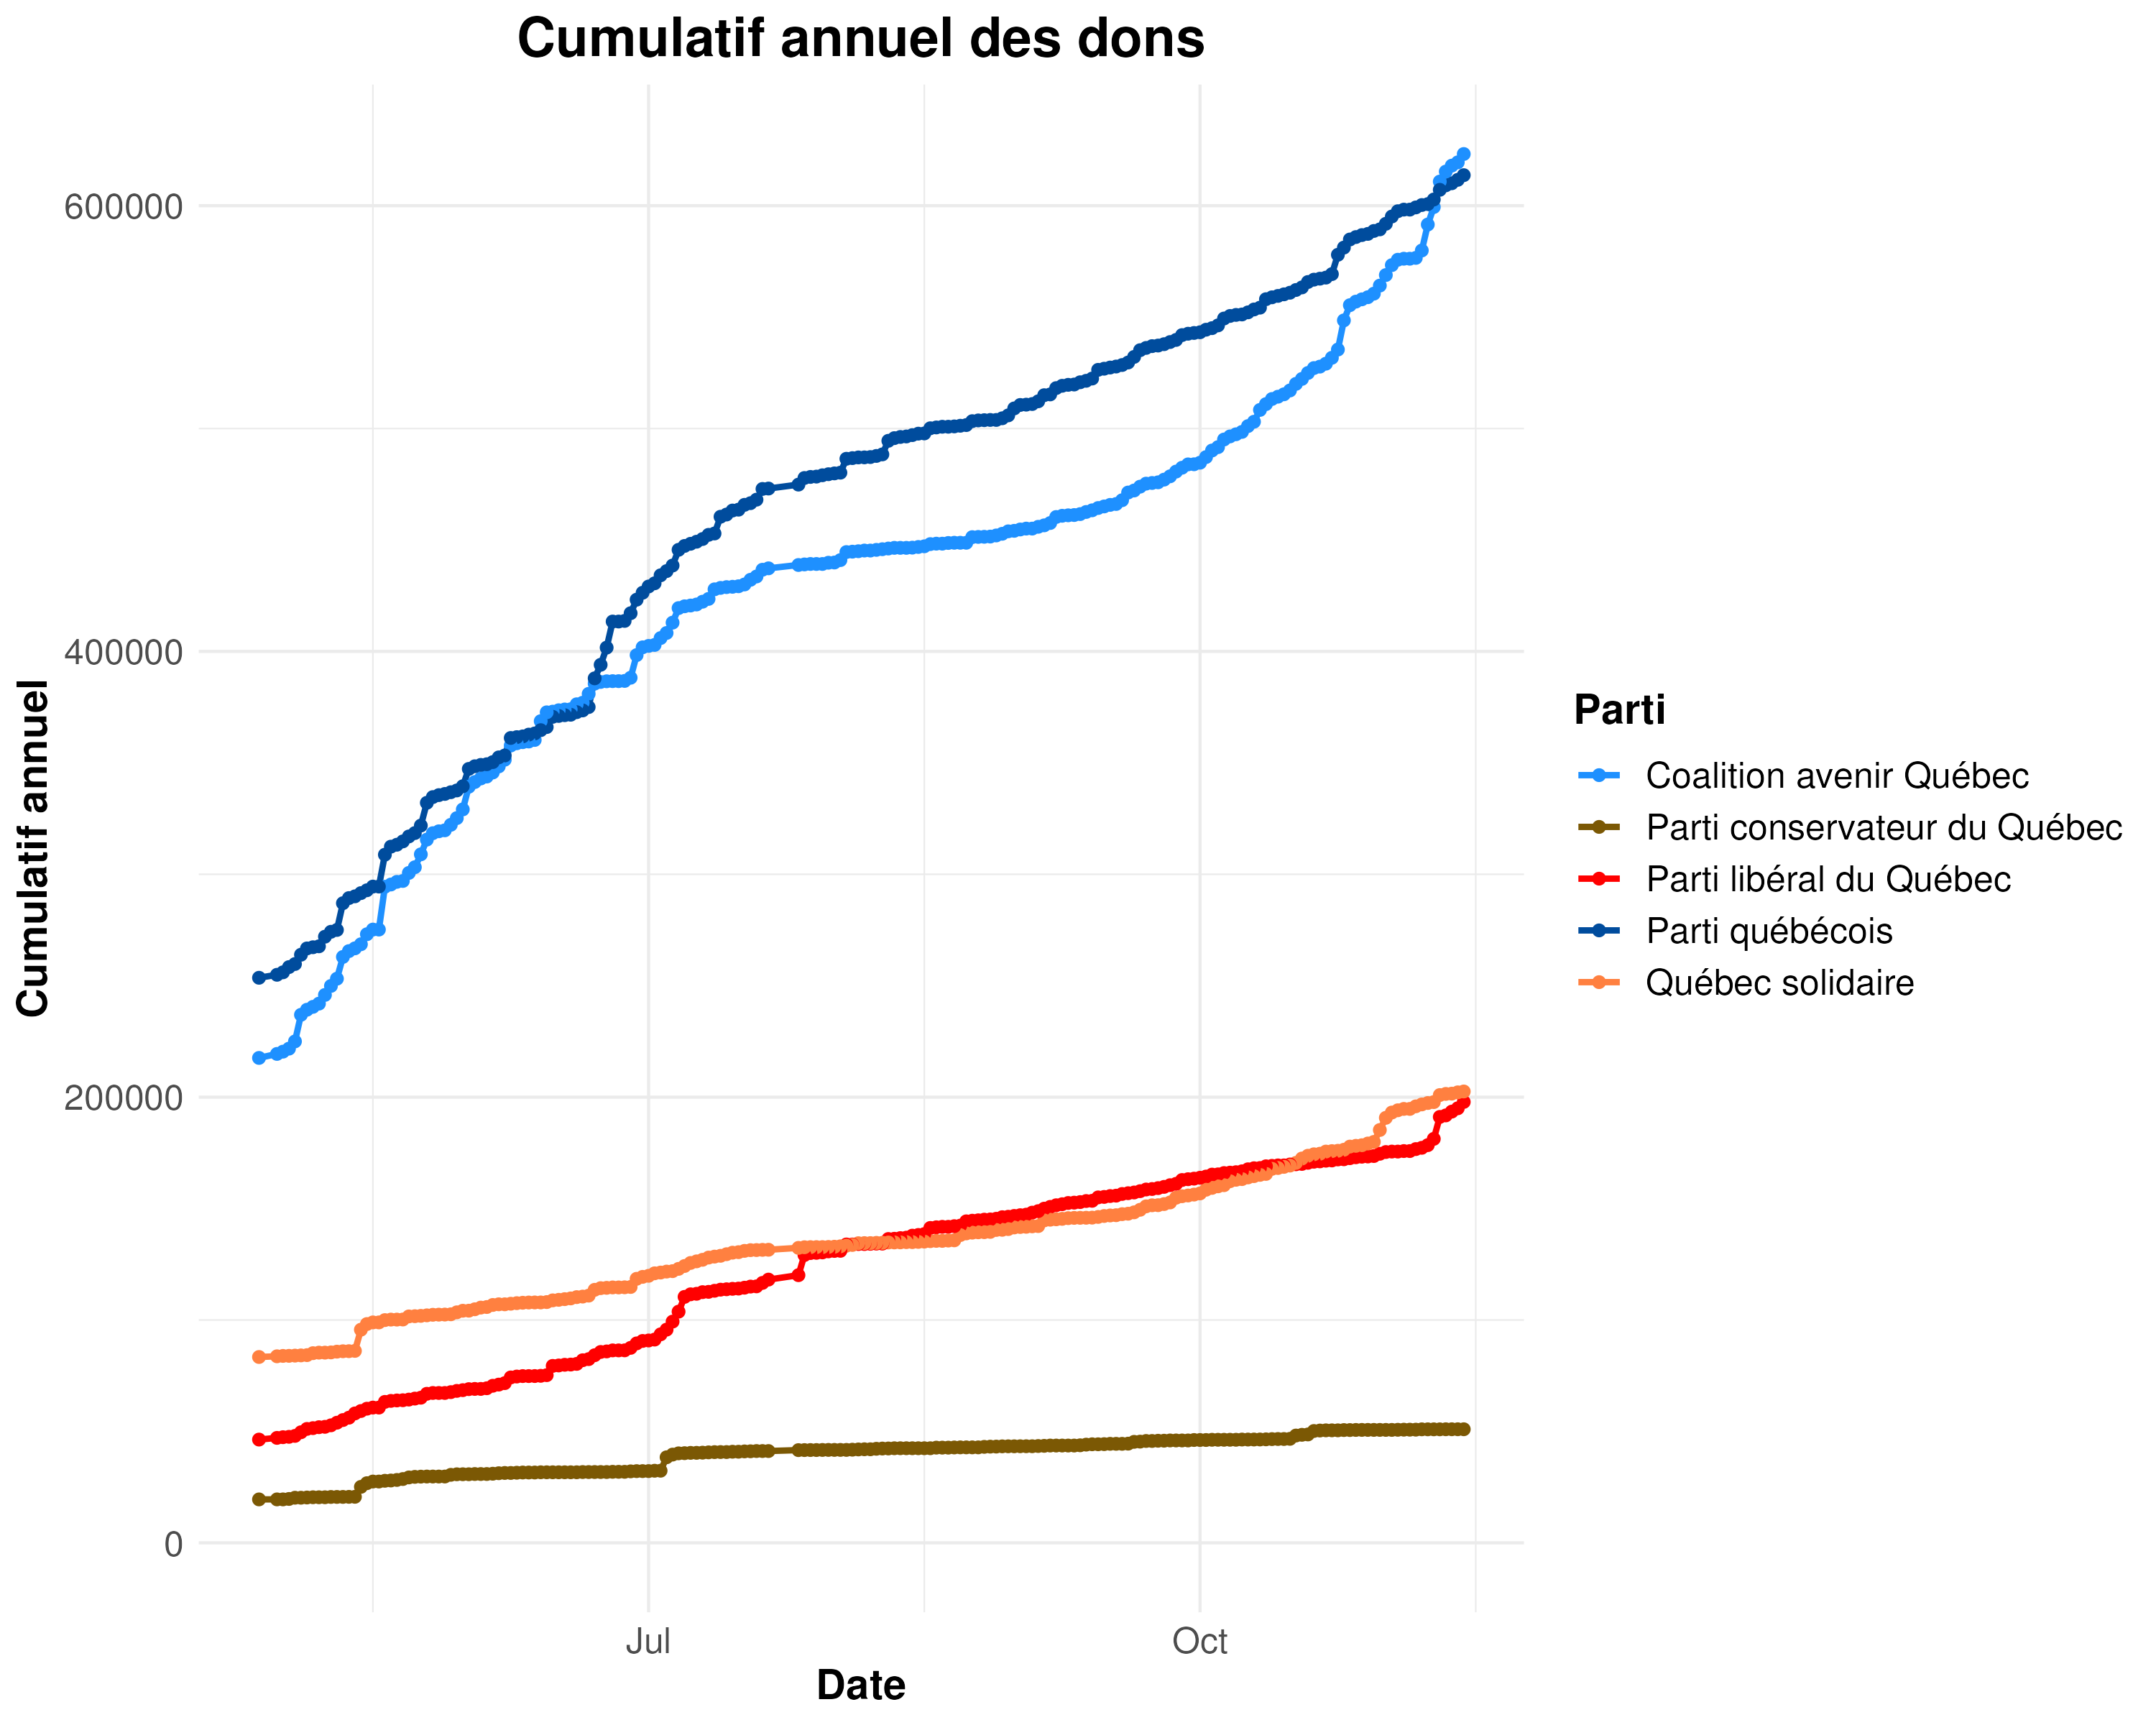 Cumulatif annuel des dons
Cumulatif annuel
600000
400000
200000
0
Jul
Oct
Date
Parti
Coalition avenir Québec
Parti conservateur du Québec
Parti libéral du Québec
Parti québécois
Québec solidaire